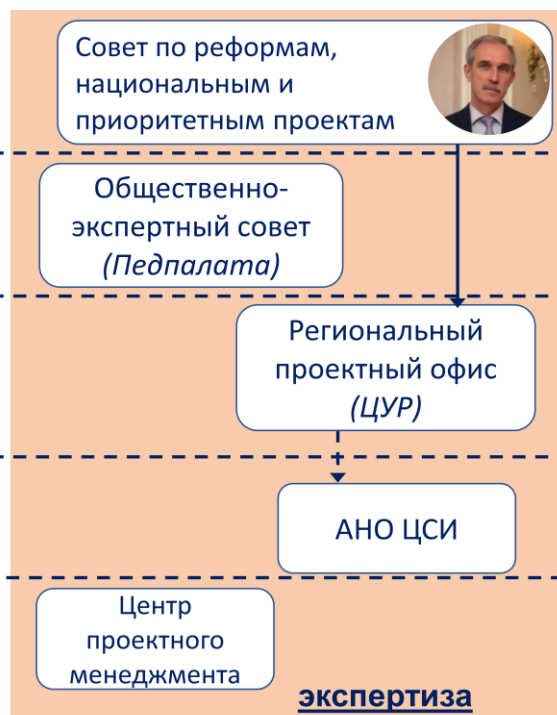 Совет по реформам,
национальным и
приоритетным проектам
Общественно-
экспертный совет
(Педпалата)
Региональный
проектный офис
(ЦУР)
АНО ЦСИ
Центр
проектного
менеджмента
экспертиза